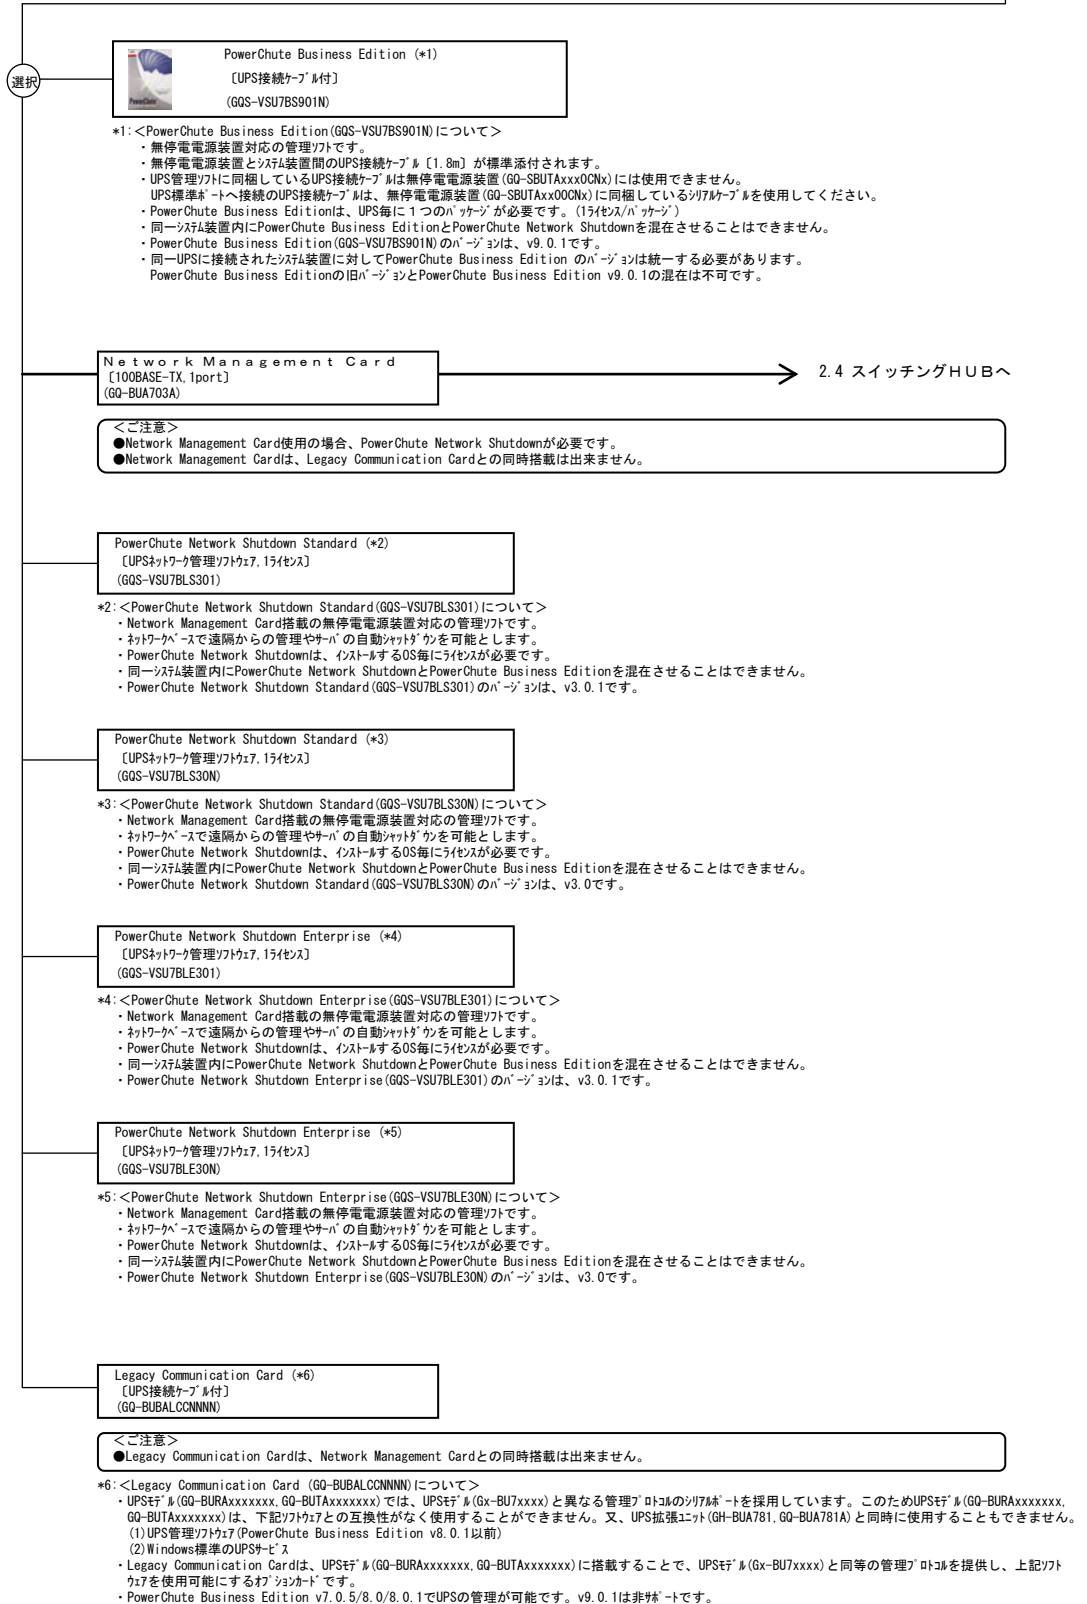 選択
PowerChute Business Edition (*1)
〔UPS接続ｹｰﾌﾞﾙ付〕
(GQS-VSU7BS901N)
PowerChute
*1:＜PowerChute Business Edition(GQS-VSU7BS901N)について＞
・無停電電源装置対応の管理ｿﾌﾄです。
・無停電電源装置とｼｽﾃﾑ装置間のUPS接続ｹｰﾌﾞﾙ〔1.8m〕が標準添付されます。
・UPS管理ｿﾌﾄに同梱しているUPS接続ｹｰﾌﾞﾙは無停電電源装置(GQ-SBUTAxxx0CNx)には使用できません。
UPS標準ﾎﾟｰﾄへ接続のUPS接続ｹｰﾌﾞﾙは、無停電電源装置(GQ-SBUTAxx00CNx)に同梱しているｼﾘｱﾙｹｰﾌﾞﾙを使用してください。
・PowerChute Business Editionは、UPS毎に１つのﾊﾟｯｹｰｼﾞが必要です。(1ﾗｲｾﾝｽ/ﾊﾟｯｹｰｼﾞ)
・同一ｼｽﾃﾑ装置内にPowerChute Business EditionとPowerChute Network Shutdownを混在させることはできません。
・PowerChute Business Edition(GQS-VSU7BS901N)のﾊﾞｰｼﾞｮﾝは、v9.0.1です。
・同一UPSに接続されたｼｽﾃﾑ装置に対してPowerChute Business Edition のﾊﾞｰｼﾞｮﾝは統一する必要があります。
PowerChute Business Editionの旧ﾊﾞｰｼﾞｮﾝとPowerChute Business Edition v9.0.1の混在は不可です。
Ｎｅｔｗｏｒｋ Ｍａｎａｇｅｍｅｎｔ Ｃａｒｄ
〔100BASE-TX,1port〕
(GQ-BUA703A)
2.4 スイッチングＨＵＢへ
＜ご注意＞
●Network Management Card使用の場合、PowerChute Network Shutdownが必要です。
●Network Management Cardは、Legacy Communication Cardとの同時搭載は出来ません。
PowerChute Network Shutdown Standard (*2)
〔UPSﾈｯﾄﾜｰｸ管理ｿﾌﾄｳｪｱ,1ﾗｲｾﾝｽ〕
(GQS-VSU7BLS301)
*2:＜PowerChute Network Shutdown Standard(GQS-VSU7BLS301)について＞
・Network Management Card搭載の無停電電源装置対応の管理ｿﾌﾄです。
・ﾈｯﾄﾜｰｸﾍﾞｰｽで遠隔からの管理やｻｰﾊﾞの自動ｼｬｯﾄﾀﾞｳﾝを可能とします。
・PowerChute Network Shutdownは、ｲﾝｽﾄｰﾙするOS毎にﾗｲｾﾝｽが必要です。
・同一ｼｽﾃﾑ装置内にPowerChute Network ShutdownとPowerChute Business Editionを混在させることはできません。
・PowerChute Network Shutdown Standard(GQS-VSU7BLS301)のﾊﾞｰｼﾞｮﾝは、v3.0.1です。
PowerChute Network Shutdown Standard (*3)
〔UPSﾈｯﾄﾜｰｸ管理ｿﾌﾄｳｪｱ,1ﾗｲｾﾝｽ〕
(GQS-VSU7BLS30N)
*3:＜PowerChute Network Shutdown Standard(GQS-VSU7BLS30N)について＞
・Network Management Card搭載の無停電電源装置対応の管理ｿﾌﾄです。
・ﾈｯﾄﾜｰｸﾍﾞｰｽで遠隔からの管理やｻｰﾊﾞの自動ｼｬｯﾄﾀﾞｳﾝを可能とします。
・PowerChute Network Shutdownは、ｲﾝｽﾄｰﾙするOS毎にﾗｲｾﾝｽが必要です。
・同一ｼｽﾃﾑ装置内にPowerChute Network ShutdownとPowerChute Business Editionを混在させることはできません。
・PowerChute Network Shutdown Standard(GQS-VSU7BLS30N)のﾊﾞｰｼﾞｮﾝは、v3.0です。
PowerChute Network Shutdown Enterprise (*4)
〔UPSﾈｯﾄﾜｰｸ管理ｿﾌﾄｳｪｱ,1ﾗｲｾﾝｽ〕
(GQS-VSU7BLE301)
*4:＜PowerChute Network Shutdown Enterprise(GQS-VSU7BLE301)について＞
・Network Management Card搭載の無停電電源装置対応の管理ｿﾌﾄです。
・ﾈｯﾄﾜｰｸﾍﾞｰｽで遠隔からの管理やｻｰﾊﾞの自動ｼｬｯﾄﾀﾞｳﾝを可能とします。
・PowerChute Network Shutdownは、ｲﾝｽﾄｰﾙするOS毎にﾗｲｾﾝｽが必要です。
・同一ｼｽﾃﾑ装置内にPowerChute Network ShutdownとPowerChute Business Editionを混在させることはできません。
・PowerChute Network Shutdown Enterprise(GQS-VSU7BLE301)のﾊﾞｰｼﾞｮﾝは、v3.0.1です。
PowerChute Network Shutdown Enterprise (*5)
〔UPSﾈｯﾄﾜｰｸ管理ｿﾌﾄｳｪｱ,1ﾗｲｾﾝｽ〕
(GQS-VSU7BLE30N)
*5:＜PowerChute Network Shutdown Enterprise(GQS-VSU7BLE30N)について＞
・Network Management Card搭載の無停電電源装置対応の管理ｿﾌﾄです。
・ﾈｯﾄﾜｰｸﾍﾞｰｽで遠隔からの管理やｻｰﾊﾞの自動ｼｬｯﾄﾀﾞｳﾝを可能とします。
・PowerChute Network Shutdownは、ｲﾝｽﾄｰﾙするOS毎にﾗｲｾﾝｽが必要です。
・同一ｼｽﾃﾑ装置内にPowerChute Network ShutdownとPowerChute Business Editionを混在させることはできません。
・PowerChute Network Shutdown Enterprise(GQS-VSU7BLE30N)のﾊﾞｰｼﾞｮﾝは、v3.0です。
Legacy Communication Card (*6)
〔UPS接続ｹｰﾌﾞﾙ付〕
(GQ-BUBALCCNNNN)
＜ご注意＞
●Legacy Communication Cardは、Network Management Cardとの同時搭載は出来ません。
*6:＜Legacy Communication Card (GQ-BUBALCCNNNN)について＞
・UPSﾓﾃﾞﾙ(GQ-BURAxxxxxxx,GQ-BUTAxxxxxxx)では、UPSﾓﾃﾞﾙ(Gx-BU7xxxx)と異なる管理ﾌﾟﾛﾄｺﾙのｼﾘｱﾙﾎﾟｰﾄを採用しています。このためUPSﾓﾃﾞﾙ(GQ-BURAxxxxxxx,
GQ-BUTAxxxxxxx)は、下記ｿﾌﾄｳｪｱとの互換性がなく使用することができません。又、UPS拡張ﾕﾆｯﾄ(GH-BUA781,GQ-BUA781A)と同時に使用することもできません。
(1)UPS管理ｿﾌﾄｳｪｱ(PowerChute Business Edition v8.0.1以前)
(2)Windows標準のUPSｻｰﾋﾞｽ
・Legacy Communication Cardは、UPSﾓﾃﾞﾙ(GQ-BURAxxxxxxx,GQ-BUTAxxxxxxx)に搭載することで、UPSﾓﾃﾞﾙ(Gx-BU7xxxx)と同等の管理ﾌﾟﾛﾄｺﾙを提供し、上記ｿﾌﾄ
ｳｪｱを使用可能にするｵﾌﾟｼｮﾝｶｰﾄﾞです。
・PowerChute Business Edition v7.0.5/8.0/8.0.1でUPSの管理が可能です。v9.0.1は非ｻﾎﾟｰﾄです。